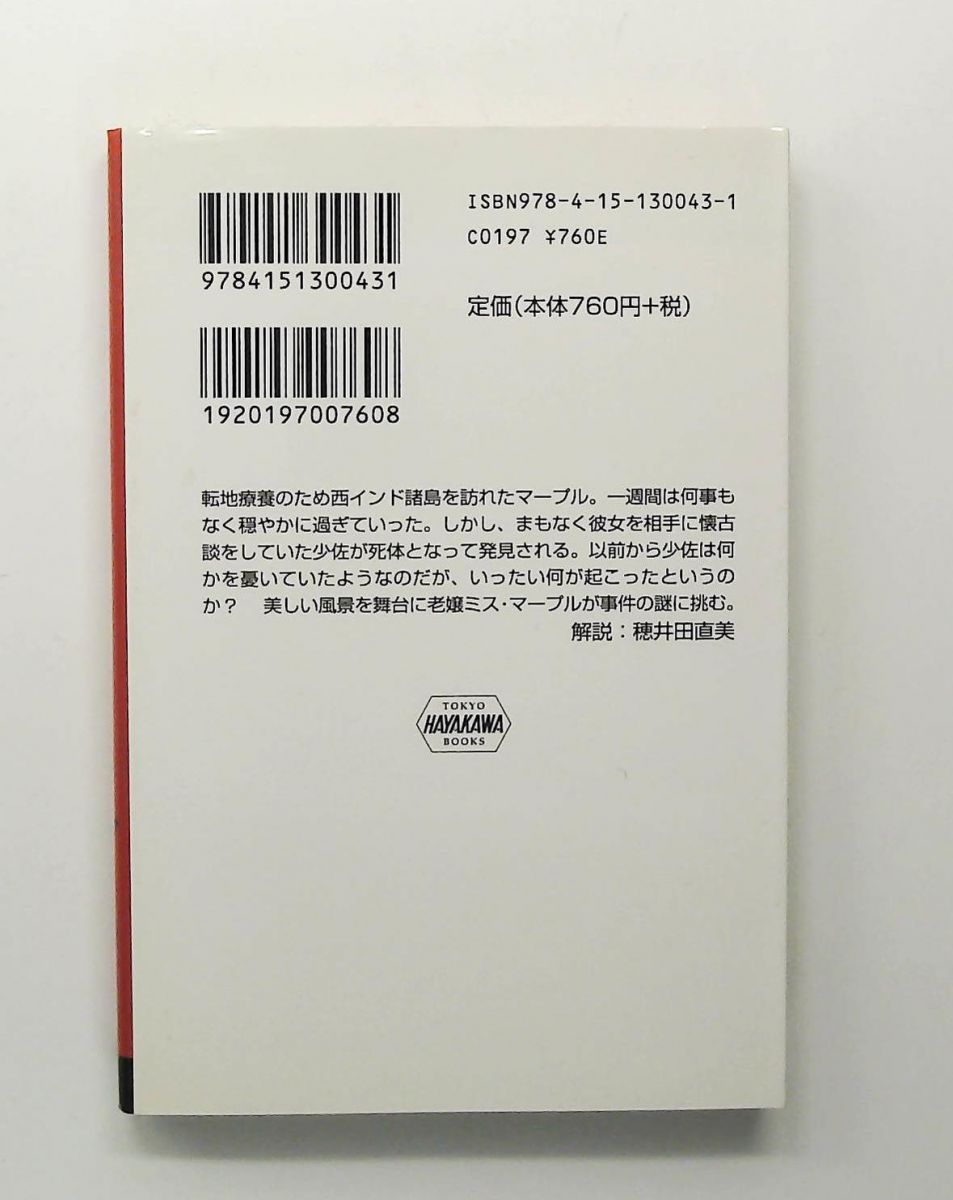 ISBN978-4-15-130043-1
C0197 ¥760E
9784151300431
定価(本体760円+税)
1920197007608
転地療養のため西インド諸島を訪れたマープル。一週間は何事も
なく穏やかに過ぎていった。しかし、まもなく彼女を相手に懐古
談をしていた少佐が死体となって発見される。以前から少佐は何
かを憂いていたようなのだが、いったい何が起こったというの
か？　美しい風景を舞台に老嬢ミス・マープルが事件の謎に挑む。
解説：穂井田直美
TOKYO
HAYAKAWA
BOOKS